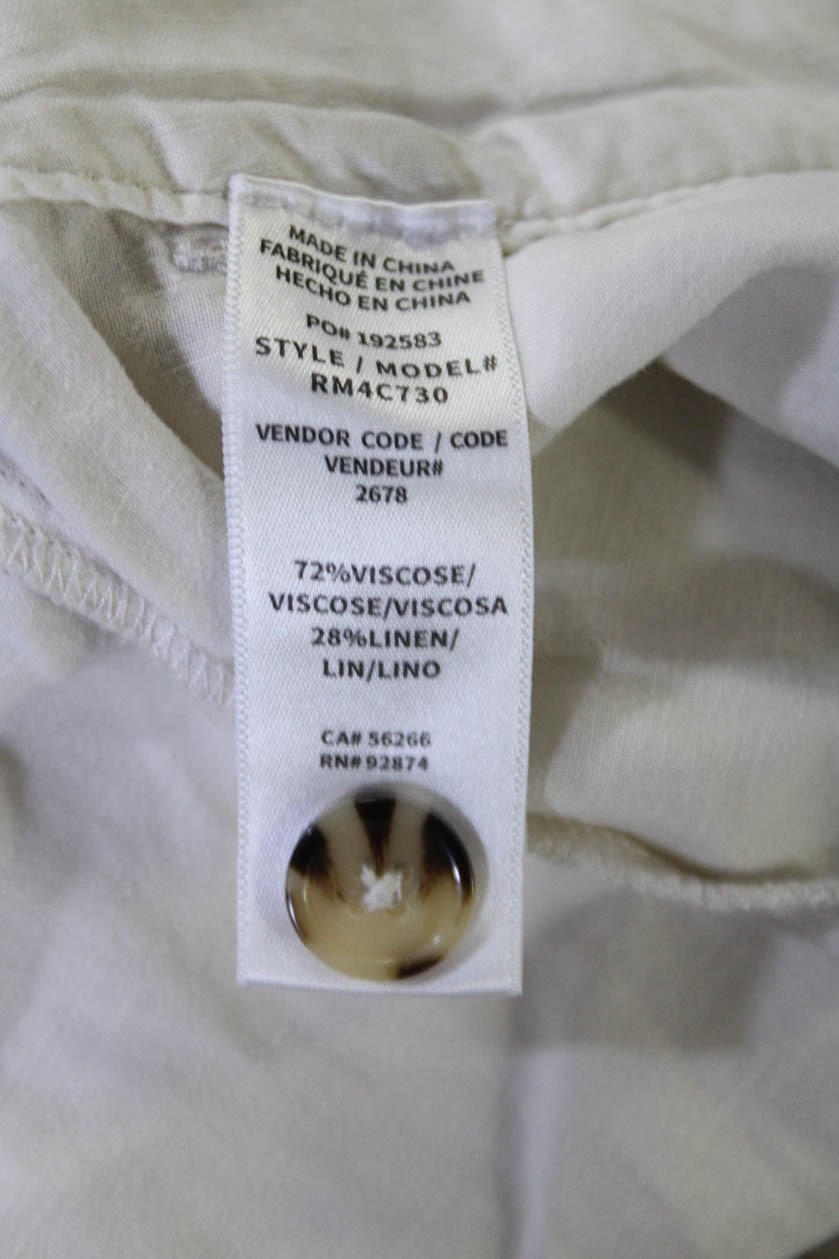 MADE IN CHINA
FABRIQUÉ EN CHINE
HECHO EN CHINA
PO# 192583
STYLE / MODEL#
RM4C730
VENDOR CODE / CODE
VENDEUR#
2678
72%VISCOSE/
VISCOSE/VISCOSA
28%LINEN/
LIN/LINO
CA# 56266
RN# 92874